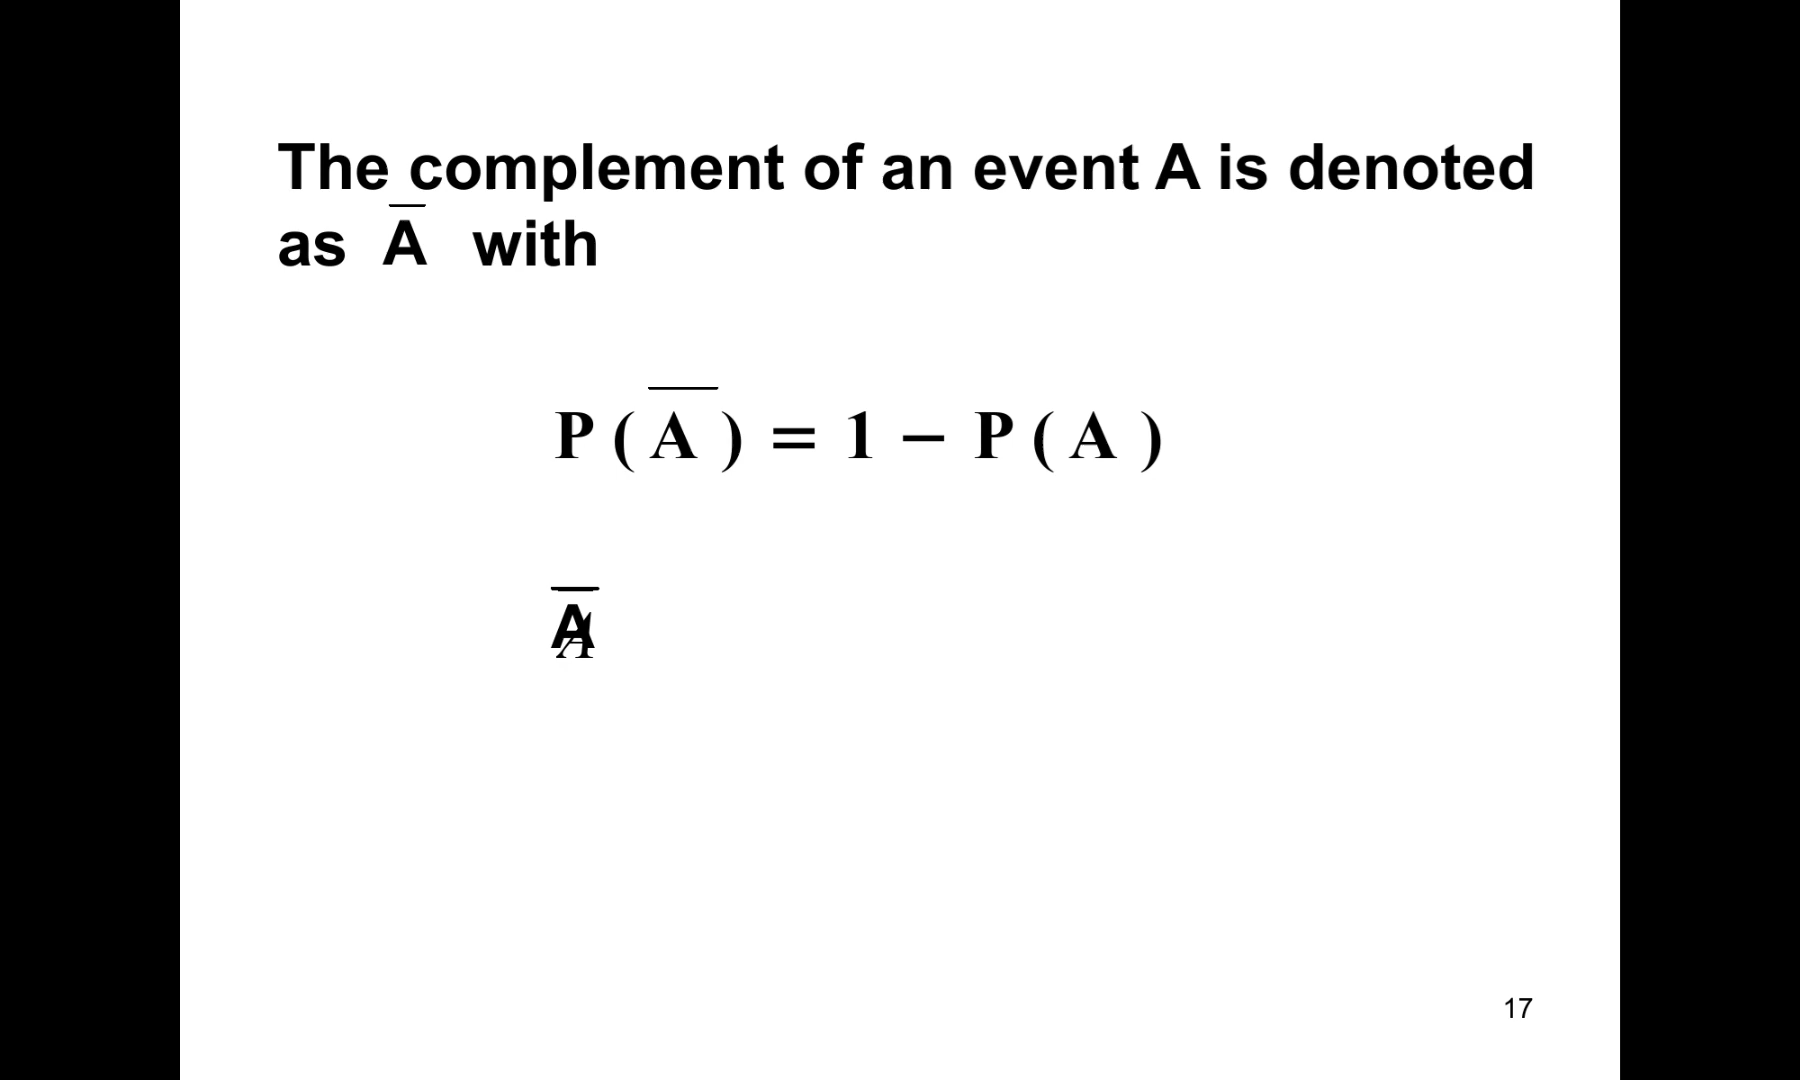 The complement of an event A is denoted
as A̅ with
P ( A̅ ) = 1 − P ( A )
A̅
17